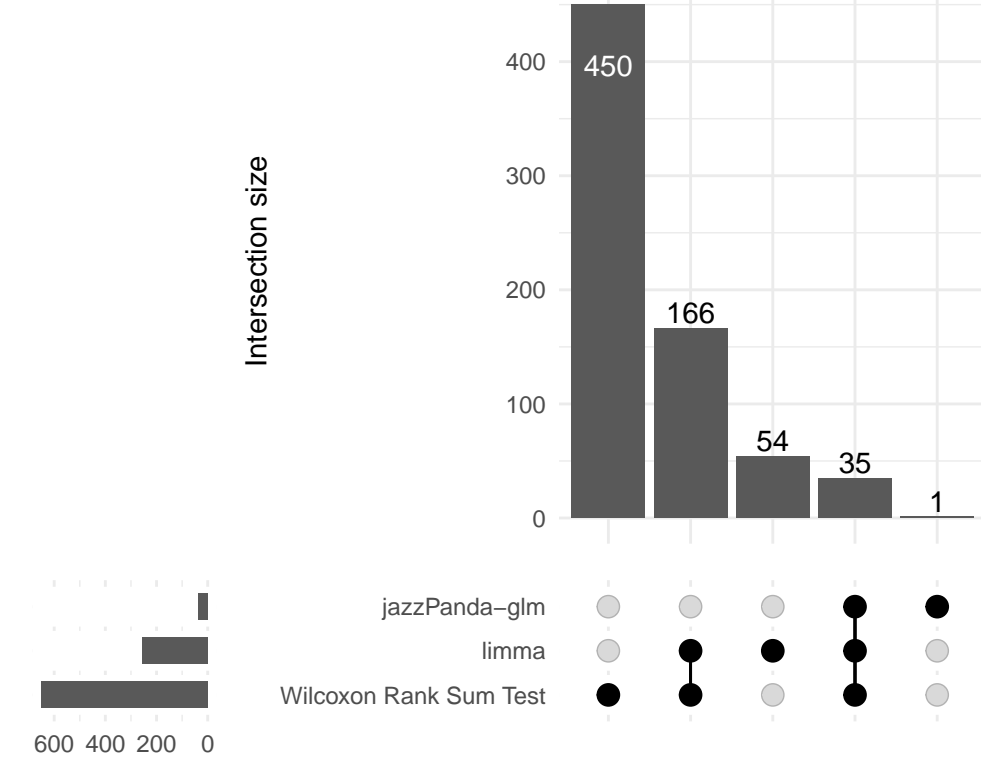 Intersection size
400
300
200
100
0
450
166
54
35
1
jazzPanda−glm
limma
Wilcoxon Rank Sum Test
600 400 200 0